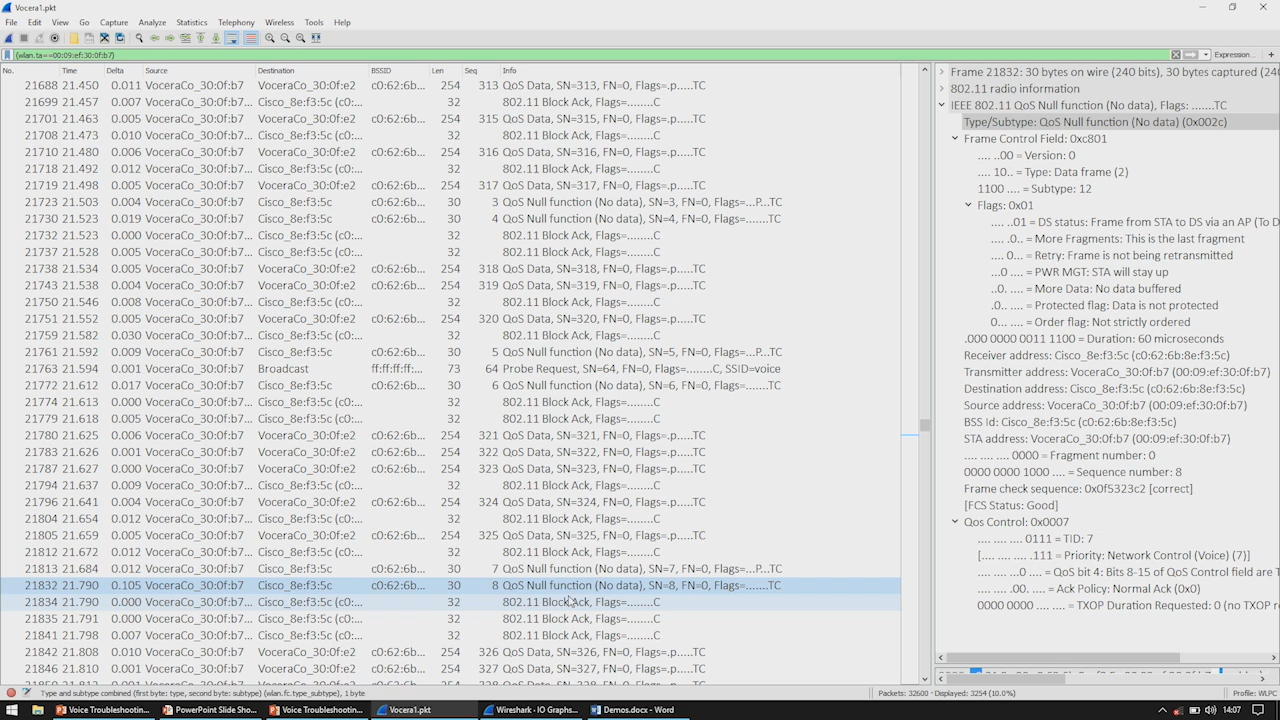 Vocera1.pkt
File Edit View Go Capture Analyze Statistics Telephony Wireless Tools Help
(wlan.ta==00:09:ef:30:0f:b7) Expression... +
No. Time Delta Source Destination BSSID Len Seq Info
21688 21.450 0.011 VoceraCo_30:0f:b7... VoceraCo_30:0f:e2 c0:62:6b... 254 313 QoS Data, SN=313, FN=0, Flags=.p.....TC
21699 21.457 0.007 VoceraCo_30:0f:b7... Cisco_8e:f3:5c (c0:... 32 802.11 Block Ack, Flags=........C
21701 21.463 0.005 VoceraCo_30:0f:b7... VoceraCo_30:0f:e2 c0:62:6b... 254 315 QoS Data, SN=315, FN=0, Flags=.p.....TC
21708 21.473 0.010 VoceraCo_30:0f:b7... Cisco_8e:f3:5c (c0:... 32 802.11 Block Ack, Flags=........C
21710 21.480 0.006 VoceraCo_30:0f:b7... VoceraCo_30:0f:e2 c0:62:6b... 254 316 QoS Data, SN=316, FN=0, Flags=.p.....TC
21718 21.492 0.012 VoceraCo_30:0f:b7... Cisco_8e:f3:5c (c0:... 32 802.11 Block Ack, Flags=........C
21719 21.498 0.005 VoceraCo_30:0f:b7 VoceraCo_30:0f:e2 c0:62:6b... 254 317 QoS Data, SN=317, FN=0, Flags=.p.....TC
21723 21.503 0.004 VoceraCo_30:0f:b7... Cisco_8e:f3:5c c0:62:6b... 30 3 QoS Null function (No data), SN=3, FN=0, Flags=...P...TC
21730 21.523 0.019 VoceraCo_30:0f:b7... Cisco_8e:f3:5c c0:62:6b... 30 4 QoS Null function (No data), SN=4, FN=0, Flags=.......TC
21732 21.523 0.000 VoceraCo_30:0f:b7... Cisco_8e:f3:5c (c0:... 32 802.11 Block Ack, Flags=........C
21737 21.528 0.005 VoceraCo_30:0f:b7... Cisco_8e:f3:5c (c0:... 32 802.11 Block Ack, Flags=........C
21738 21.534 0.005 VoceraCo_30:0f:b7 VoceraCo_30:0f:e2 c0:62:6b... 254 318 QoS Data, SN=318, FN=0, Flags=.p.....TC
21743 21.538 0.004 VoceraCo_30:0f:b7... VoceraCo_30:0f:e2 c0:62:6b... 254 319 QoS Data, SN=319, FN=0, Flags=.p.....TC
21750 21.546 0.008 VoceraCo_30:0f:b7... Cisco_8e:f3:5c (c0:... 32 802.11 Block Ack, Flags=........C
21751 21.552 0.005 VoceraCo_30:0f:b7 VoceraCo_30:0f:e2 c0:62:6b... 254 320 QoS Data, SN=320, FN=0, Flags=.p.....TC
21759 21.582 0.030 VoceraCo_30:0f:b7... Cisco_8e:f3:5c (c0:... 32 802.11 Block Ack, Flags=........C
21761 21.592 0.009 VoceraCo_30:0f:b7... Cisco_8e:f3:5c c0:62:6b... 30 5 QoS Null function (No data), SN=5, FN=0, Flags=...P...TC
21763 21.594 0.001 VoceraCo_30:0f:b7... Broadcast ff:ff:ff:ff:... 73 64 Probe Request, SN=64, FN=0, Flags=........C, SSID=voice
21772 21.612 0.017 VoceraCo_30:0f:b7... Cisco_8e:f3:5c c0:62:6b... 30 6 QoS Null function (No data), SN=6, FN=0, Flags=.......TC
21774 21.613 0.000 VoceraCo_30:0f:b7... Cisco_8e:f3:5c (c0:... 32 802.11 Block Ack, Flags=........C
21779 21.618 0.005 VoceraCo_30:0f:b7... Cisco_8e:f3:5c (c0:... 32 802.11 Block Ack, Flags=........C
21780 21.625 0.006 VoceraCo_30:0f:b7... VoceraCo_30:0f:e2 c0:62:6b... 254 321 QoS Data, SN=321, FN=0, Flags=.p.....TC
21783 21.626 0.001 VoceraCo_30:0f:b7... VoceraCo_30:0f:e2 c0:62:6b... 254 322 QoS Data, SN=322, FN=0, Flags=.p.....TC
21787 21.627 0.000 VoceraCo_30:0f:b7... VoceraCo_30:0f:e2 c0:62:6b... 254 323 QoS Data, SN=323, FN=0, Flags=.p.....TC
21794 21.637 0.009 VoceraCo_30:0f:b7... Cisco_8e:f3:5c (c0:... 32 802.11 Block Ack, Flags=........C
21796 21.641 0.004 VoceraCo_30:0f:b7... VoceraCo_30:0f:e2 c0:62:6b... 254 324 QoS Data, SN=324, FN=0, Flags=.p.....TC
21804 21.654 0.012 VoceraCo_30:0f:b7... Cisco_8e:f3:5c (c0:... 32 802.11 Block Ack, Flags=........C
21805 21.659 0.005 VoceraCo_30:0f:b7 VoceraCo_30:0f:e2 c0:62:6b... 254 325 QoS Data, SN=325, FN=0, Flags=.p.....TC
21812 21.672 0.012 VoceraCo_30:0f:b7... Cisco_8e:f3:5c (c0:... 32 802.11 Block Ack, Flags=........C
21813 21.684 0.012 VoceraCo_30:0f:b7 Cisco_8e:f3:5c c0:62:6b... 30 7 QoS Null function (No data), SN=7, FN=0, Flags=...P...TC
21832 21.790 0.105 VoceraCo_30:0f:b7 Cisco_8e:f3:5c c0:62:6b... 30 8 QoS Null function (No data), SN=8, FN=0, Flags=.......TC
21834 21.790 0.000 VoceraCo_30:0f:b7... Cisco_8e:f3:5c (c0:... 32 802.11 Block Ack, Flags=........C
21835 21.791 0.000 VoceraCo_30:0f:b7... Cisco_8e:f3:5c (c0:... 32 802.11 Block Ack, Flags=........C
21841 21.798 0.007 VoceraCo_30:0f:b7... Cisco_8e:f3:5c (c0:... 32 802.11 Block Ack, Flags=........C
21842 21.808 0.010 VoceraCo_30:0f:b7... VoceraCo_30:0f:e2 c0:62:6b... 254 326 QoS Data, SN=326, FN=0, Flags=.p.....TC
21846 21.810 0.001 VoceraCo_30:0f:b7... VoceraCo_30:0f:e2 c0:62:6b... 254 327 QoS Data, SN=327, FN=0, Flags=.p.....TC
Frame 21832: 30 bytes on wire (240 bits), 30 bytes captured (24
802.11 radio information
IEEE 802.11 QoS Null function (No data), Flags: .......TC
Type/Subtype: QoS Null function (No data) (0x002c)
Frame Control Field: 0xc801
.... ..00 = Version: 0
.... 10.. = Type: Data frame (2)
1100 .... = Subtype: 12
Flags: 0x01
.... ..01 = DS status: Frame from STA to DS via an AP (To D
.... .0.. = More Fragments: This is the last fragment
.... 0... = Retry: Frame is not being retransmitted
...0 .... = PWR MGT: STA will stay up
..0. .... = More Data: No data buffered
.0.. .... = Protected flag: Data is not protected
0... .... = Order flag: Not strictly ordered
.000 0000 0011 1100 = Duration: 60 microseconds
Receiver address: Cisco_8e:f3:5c (c0:62:6b:8e:f3:5c)
Transmitter address: VoceraCo_30:0f:b7 (00:09:ef:30:0f:b7)
Destination address: Cisco_8e:f3:5c (c0:62:6b:8e:f3:5c)
Source address: VoceraCo_30:0f:b7 (00:09:ef:30:0f:b7)
BSS Id: Cisco_8e:f3:5c (c0:62:6b:8e:f3:5c)
STA address: VoceraCo_30:0f:b7 (00:09:ef:30:0f:b7)
.... .... .... 0000 = Fragment number: 0
0000 0000 1000 .... = Sequence number: 8
Frame check sequence: 0x0f5323c2 [correct]
[FCS Status: Good]
Qos Control: 0x0007
.... .... .... 0111 = TID: 7
[.... .... .... .111 = Priority: Network Control (Voice) (7)]
.... .... ...0 .... = QoS bit 4: Bits 8-15 of QoS Control field are T
.... .... .00. .... = Ack Policy: Normal Ack (0x0)
0000 0000 .... .... = TXOP Duration Requested: 0 (no TXOP r
Type and subtype combined (first byte: type, second byte: subtype) (wlan.fc.type_subtype), 1 byte Packets: 32600 · Displayed: 3254 (10.0%) Profile: WLPC
Voice Troubleshootin... PowerPoint Slide Sho... Voice Troubleshootin... Vocera1.pkt Wireshark - IO Graphs... Demos.docx - Word 14:07